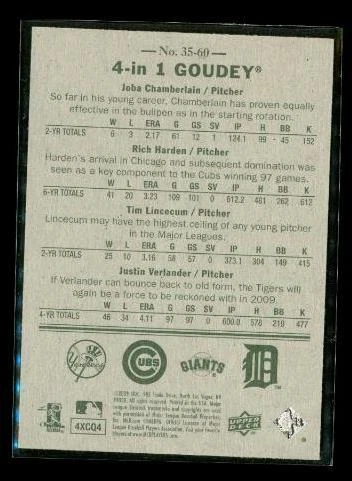 No. 35-60
4-in 1 GOUDEY®
Joba Chamberlain / Pitcher
So far in his young career, Chamberlain has proven equally
effective in the bullpen as in the starting rotation.
W L ERA G GS SV IP H BB K
2-YR TOTALS 6 3 2.17 61 12 1 124.1 99 45 152
Rich Harden / Pitcher
Harden's arrival in Chicago and subsequent domination was
seen as a key component to the Cubs winning 97 games.
W L ERA G GS SV IP H BB K
6-YR TOTALS 41 20 3.23 109 101 0 612.2 481 262 612
Tim Lincecum / Pitcher
Lincecum may have the highest ceiling of any young pitcher
in the Major Leagues.
W L ERA G GS SV IP H BB K
2-YR TOTALS 25 10 3.16 58 57 0 373.1 304 149 415
Justin Verlander / Pitcher
If Verlander can bounce back to old form, the Tigers will
again be a force to be reckoned with in 2009.
W L ERA G GS SV IP H BB K
4-YR TOTALS 46 34 4.11 97 97 0 600.0 578 210 477
Yankees CUBS GIANTS D
4XCQ4
UPPER DECK